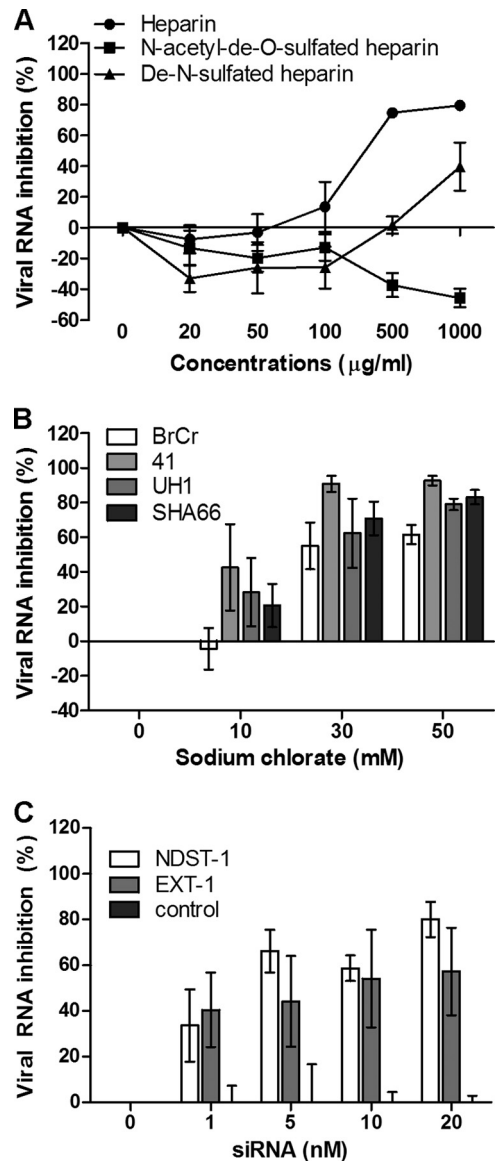 A
Heparin
N-acetyl-de-O-sulfated heparin
De-N-sulfated heparin
Viral RNA inhibition (%)
100
80
60
40
20
0
-20
-40
-60
0 20 50 100 500 1000
Concentrations (μg/ml)
B
BrCr
41
UH1
SHA66
Viral RNA inhibition (%)
120
100
80
60
40
20
0
-20
-40
0 10 30 50
Sodium chlorate (mM)
C
NDST-1
EXT-1
control
Viral RNA inhibition (%)
120
80
60
40
20
0
0 1 5 10 20
siRNA (nM)